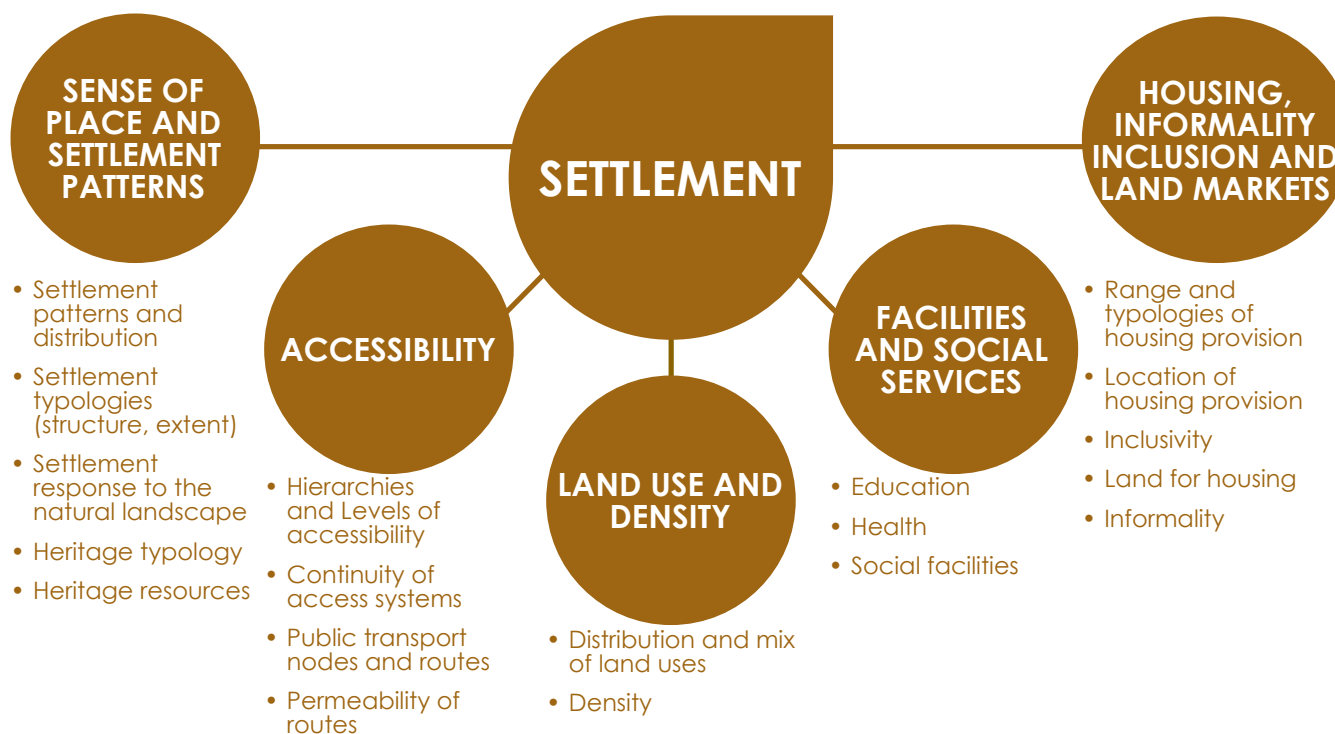 SETTLEMENT
SENSE OF
PLACE AND
SETTLEMENT
PATTERNS
• Settlement
patterns and
distribution
• Settlement
typologies
(structure, extent)
• Settlement
response to the
natural landscape
• Heritage typology
• Heritage resources
ACCESSIBILITY
• Hierarchies
and Levels of
accessibility
• Continuity of
access systems
• Public transport
nodes and routes
• Permeability of
routes
LAND USE AND
DENSITY
• Distribution and mix
of land uses
• Density
FACILITIES
AND SOCIAL
SERVICES
• Education
• Health
• Social facilities
HOUSING,
INFORMALITY
INCLUSION AND
LAND MARKETS
• Range and
typologies of
housing provision
• Location of
housing provision
• Inclusivity
• Land for housing
• Informality